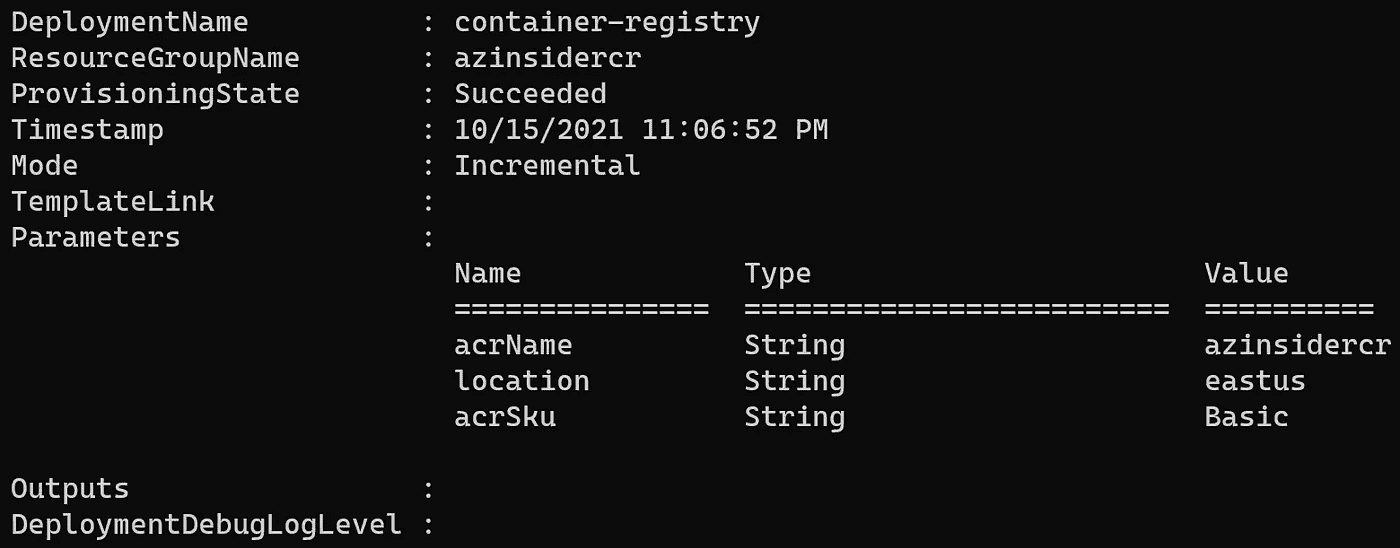 DeploymentName          : container-registry
ResourceGroupName       : azinsidercr
ProvisioningState       : Succeeded
Timestamp               : 10/15/2021 11:06:52 PM
Mode                    : Incremental
TemplateLink            :
Parameters              :
                          Name             Type                       Value
                          ===============  =========================  ==========
                          acrName          String                     azinsidercr
                          location         String                     eastus
                          acrSku           String                     Basic
Outputs                 :
DeploymentDebugLogLevel :